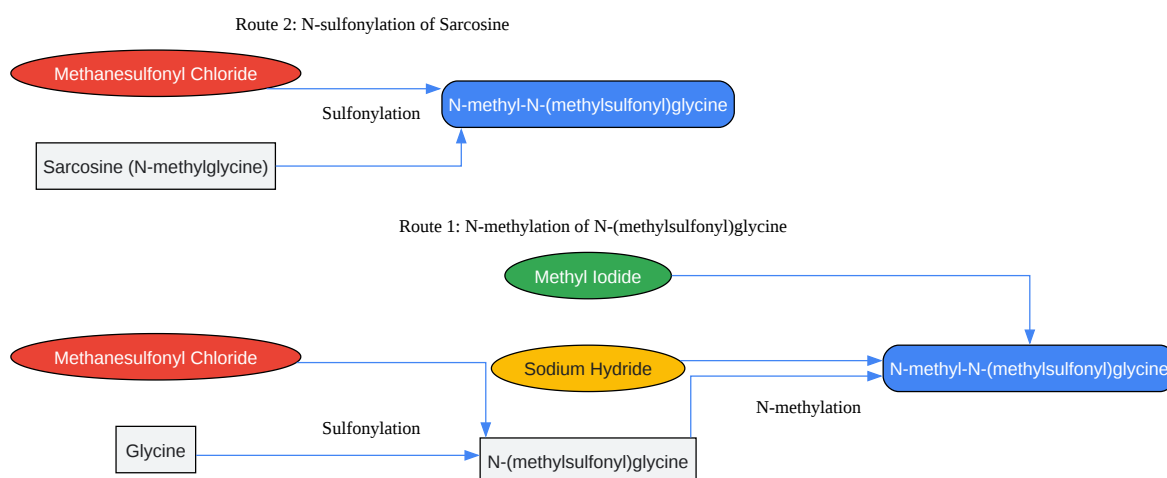 Route 2: N-sulfonylation of Sarcosine
Methanesulfonyl Chloride
N-methyl-N-(methylsulfonyl)glycine
Sulfonylation
Sarcosine (N-methylglycine)
Route 1: N-methylation of N-(methylsulfonyl)glycine
Methyl Iodide
Methanesulfonyl Chloride
Sodium Hydride
N-methyl-N-(methylsulfonyl)glycine
N-methylation
Sulfonylation
Glycine
N-(methylsulfonyl)glycine